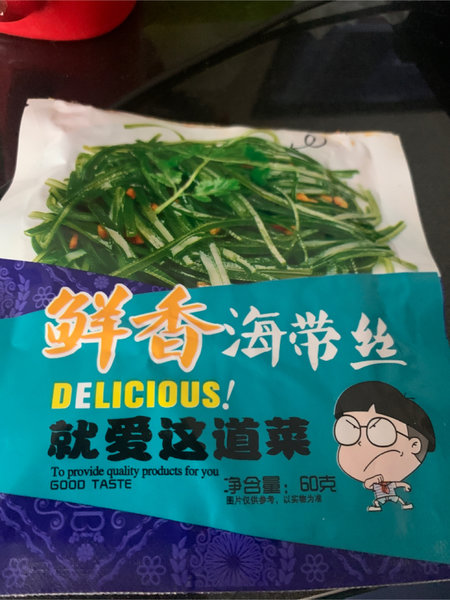 鲜香海带丝
DELICIOUS!
就爱这道菜
To provide quality products for you
GOOD TASTE
净含量：60克
图片仅供参考，以实物为准